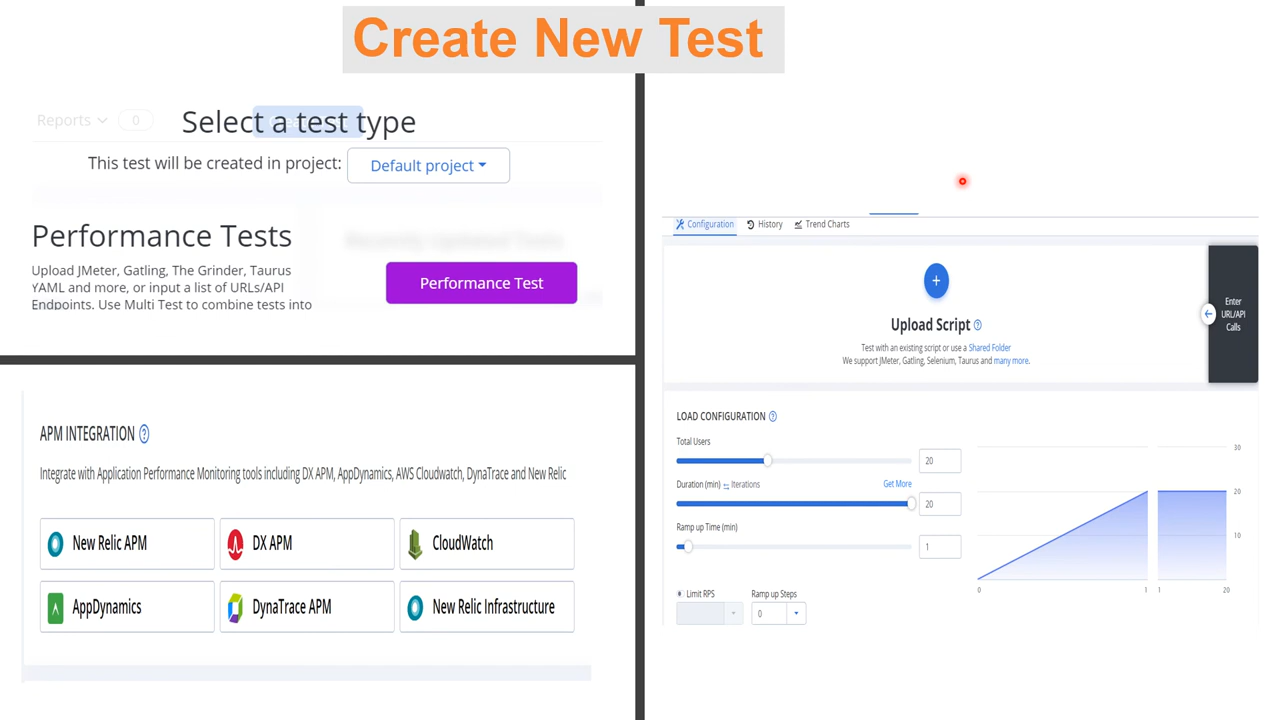 Create New Test
Reports 0
Select a test type
This test will be created in project: Default project
Performance Tests
Recently Updated Tests
Upload JMeter, Gatling, The Grinder, Taurus
YAML and more, or input a list of URLs/API
Endpoints. Use Multi Test to combine tests into
Performance Test
APM INTEGRATION ?
Integrate with Application Performance Monitoring tools including DX APM, AppDynamics, AWS Cloudwatch, DynaTrace and New Relic
New Relic APM
DX APM
CloudWatch
AppDynamics
DynaTrace APM
New Relic Infrastructure
Configuration
History
Trend Charts
+
Upload Script ?
Test with an existing script or use a Shared Folder
We support JMeter, Gatling, Selenium, Taurus and many more.
Enter
URL/API
Calls
LOAD CONFIGURATION ?
Total Users
20
Duration (min) Iterations
Get More
20
Ramp up Time (min)
1
Limit RPS
Ramp up Steps
0
30
20
10
0
1
1
20